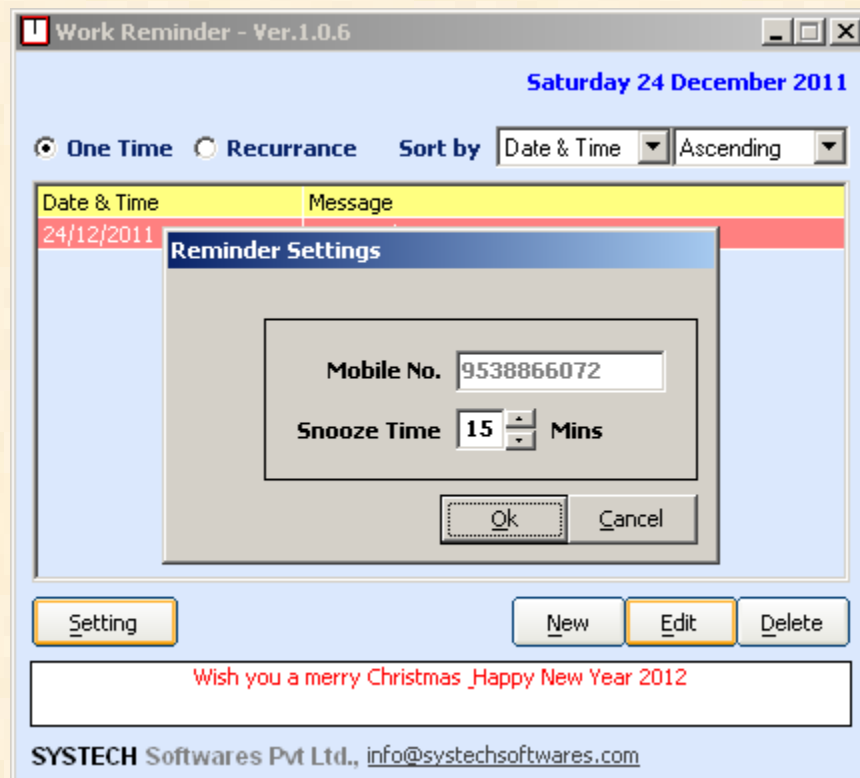 Work Reminder - Ver.1.0.6
Saturday 24 December 2011
One Time Recurrance Sort by Date & Time Ascending
Date & Time Message
24/12/2011
Reminder Settings
Mobile No. 9538866072
Snooze Time 15 Mins
Ok Cancel
Setting New Edit Delete
Wish you a merry Christmas _Happy New Year 2012
SYSTECH Softwares Pvt Ltd., info@systechsoftwares.com